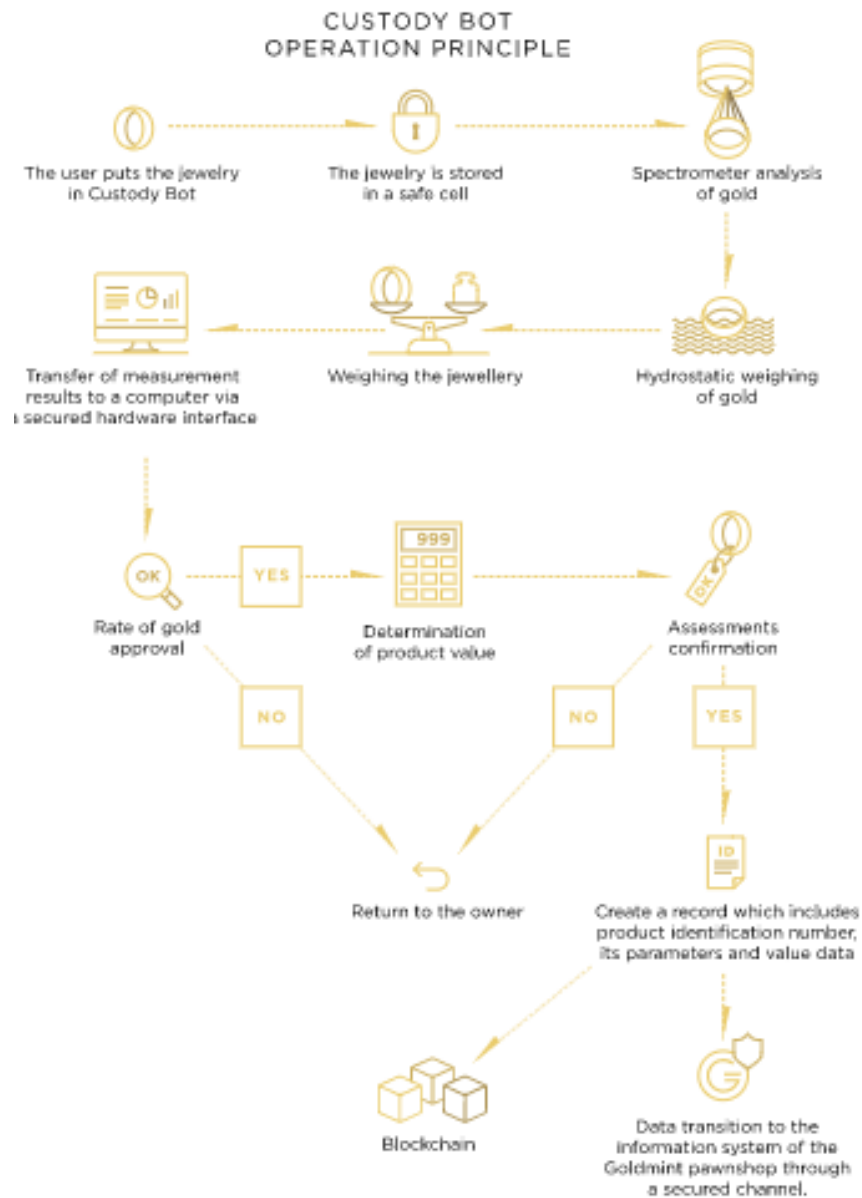 CUSTODY BOT
OPERATION PRINCIPLE
The user puts the jewelry
in Custody Bot
The jewelry is stored
in a safe cell
Spectrometer analysis
of gold
Transfer of measurement
results to a computer via
a secured hardware interface
Weighing the jewellery
Hydrostatic weighing
of gold
OK
Rate of gold
approval
YES
999
Determination
of product value
OK
Assessments
confirmation
NO
NO
YES
Return to the owner
ID
Create a record which includes
product identification number,
its parameters and value data
Blockchain
G
Data transition to the
information system of the
Goldmint pawnshop through
a secured channel.